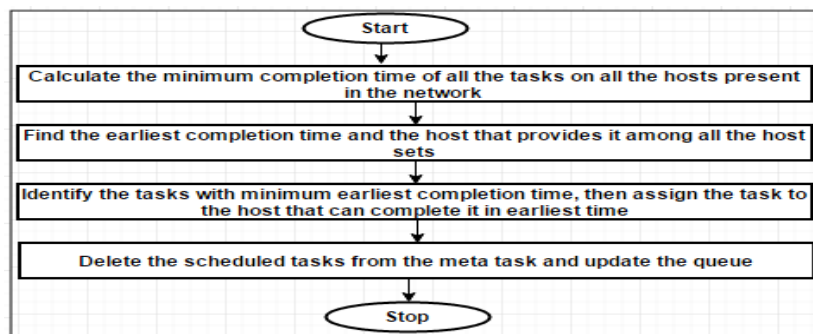 Start
Calculate the minimum completion time of all the tasks on all the hosts present
in the network
Find the earliest completion time and the host that provides it among all the host
sets
Identify the tasks with minimum earliest completion time, then assign the task to
the host that can complete it in earliest time
Delete the scheduled tasks from the meta task and update the queue
Stop